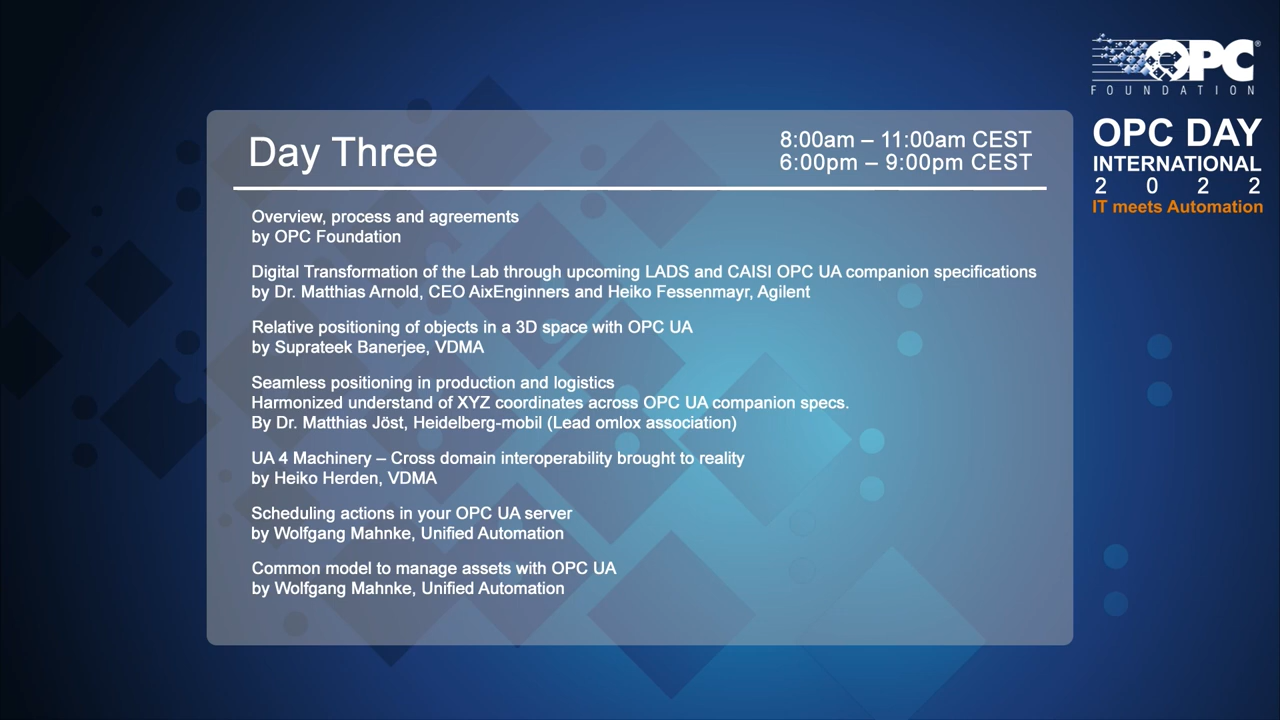 OPC
FOUNDATION
OPC DAY
INTERNATIONAL
2022
IT meets Automation
Day Three
8:00am – 11:00am CEST
6:00pm – 9:00pm CEST
Overview, process and agreements
by OPC Foundation
Digital Transformation of the Lab through upcoming LADS and CAISI OPC UA companion specifications
by Dr. Matthias Arnold, CEO AixEnginners and Heiko Fessenmayr, Agilent
Relative positioning of objects in a 3D space with OPC UA
by Suprateek Banerjee, VDMA
Seamless positioning in production and logistics
Harmonized understand of XYZ coordinates across OPC UA companion specs.
By Dr. Matthias Jöst, Heidelberg-mobil (Lead omlox association)
UA 4 Machinery – Cross domain interoperability brought to reality
by Heiko Herden, VDMA
Scheduling actions in your OPC UA server
by Wolfgang Mahnke, Unified Automation
Common model to manage assets with OPC UA
by Wolfgang Mahnke, Unified Automation